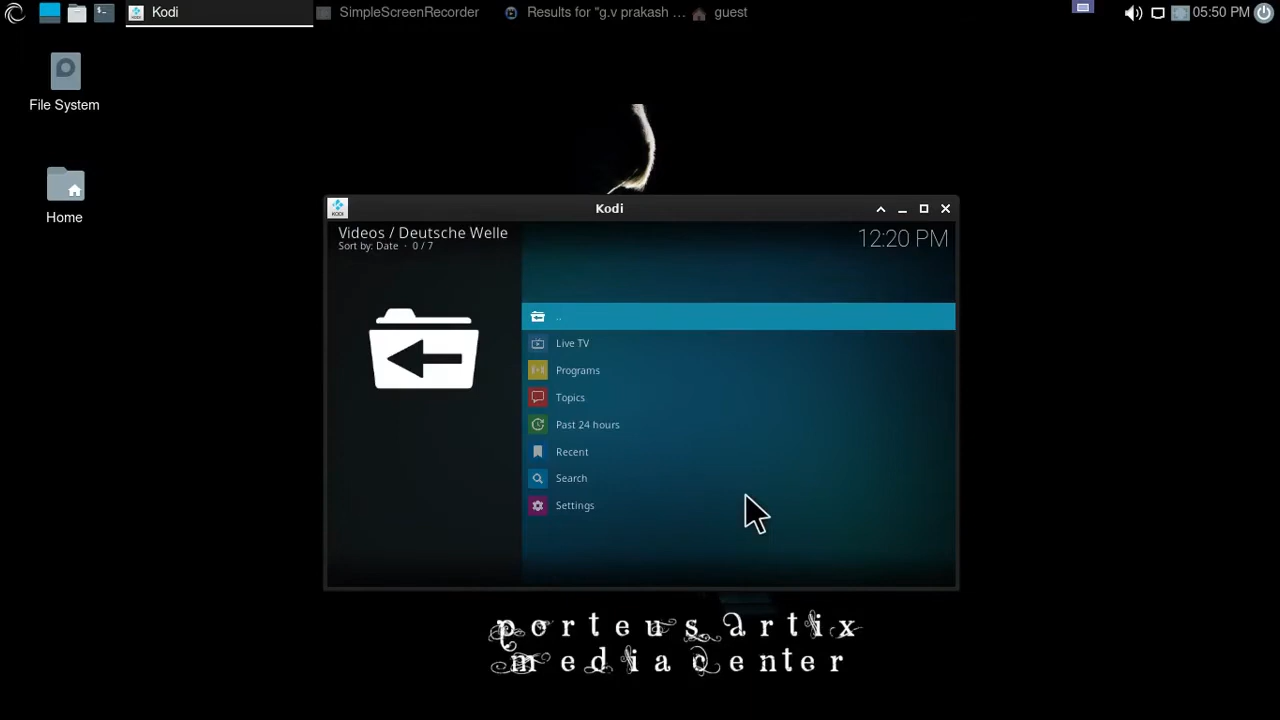 Kodi
SimpleScreenRecorder
Results for "g.v prakash ...
guest
05:50 PM
File System
Home
KODI
Kodi
Videos / Deutsche Welle
Sort by: Date · 0 / 7
12:20 PM
..
Live TV
Programs
Topics
Past 24 hours
Recent
Search
Settings
porteus artix
media center